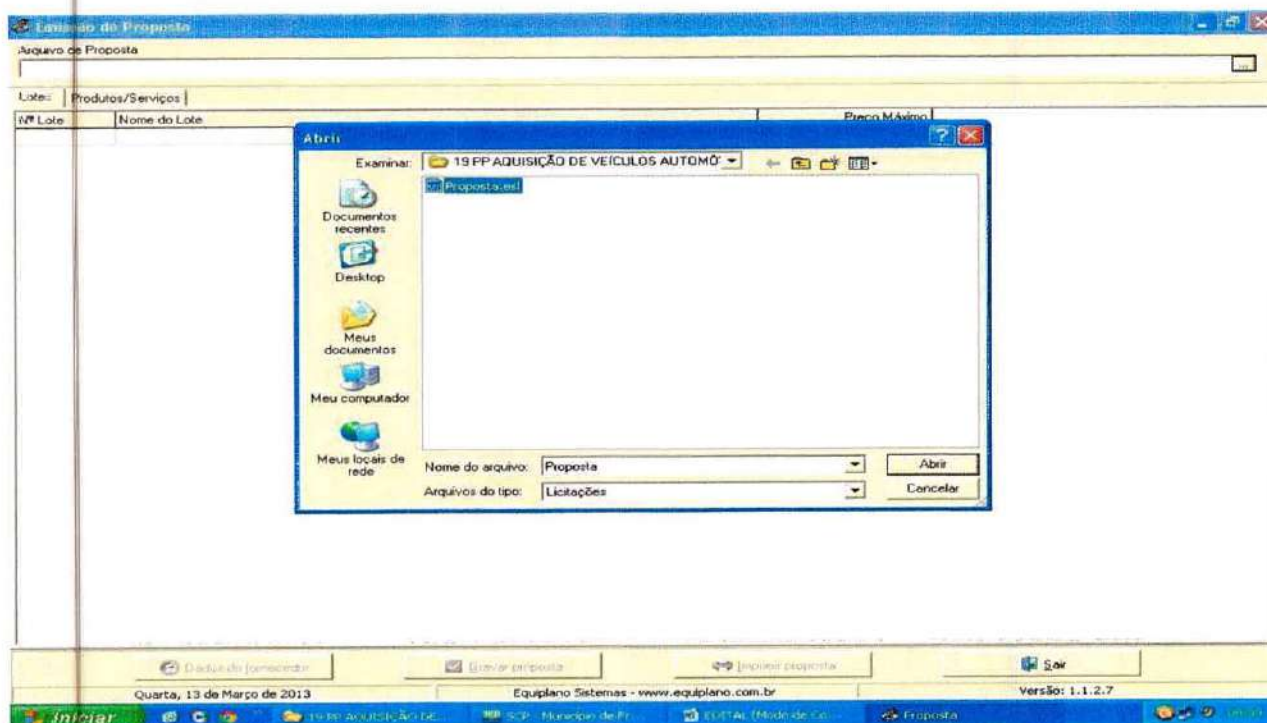 Emissão de Proposta
Arquivo de Proposta
...
Lotes
Produtos/Serviços
Nº Lote
Nome do Lote
Preço Máximo
Abrir
Examinar:
19 PP AQUISIÇÃO DE VEÍCULOS AUTOMÓ
Proposta.esl
Documentos
recentes
Desktop
Meus
documentos
Meu computador
Meus locais de
rede
Nome do arquivo:
Proposta
Abrir
Arquivos do tipo:
Licitações
Cancelar
Dados do fornecedor
Gravar proposta
Imprimir proposta
Sair
Quarta, 13 de Março de 2013
Equiplano Sistemas - www.equiplano.com.br
Versão: 1.1.2.7
Iniciar
19 PP AQUISIÇÃO DE...
SCP - Município de Pr...
EDITAL (Modo de Co...
Proposta